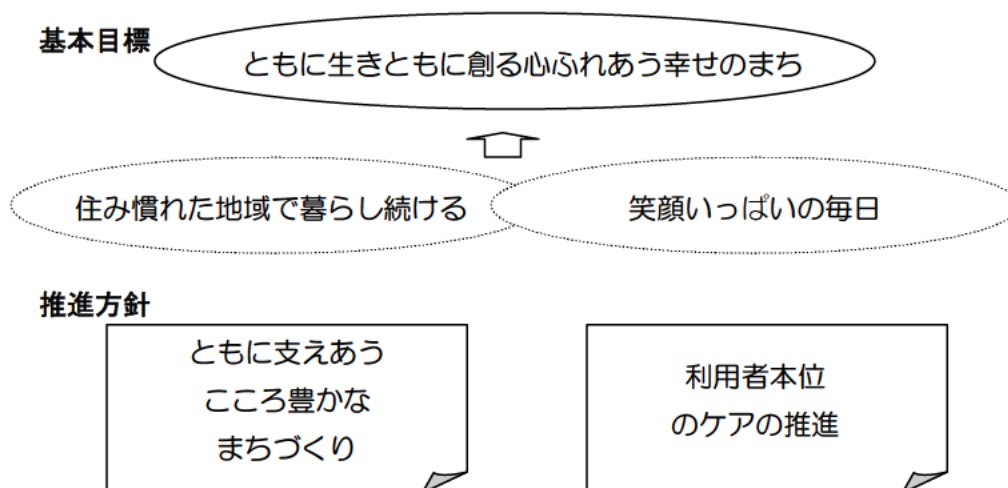 基本目標
ともに生きともに創る心ふれあう幸せのまち
住み慣れた地域で暮らし続ける
笑顔いっぱいの毎日
推進方針
ともに支えあう
こころ豊かな
まちづくり
利用者本位
のケアの推進